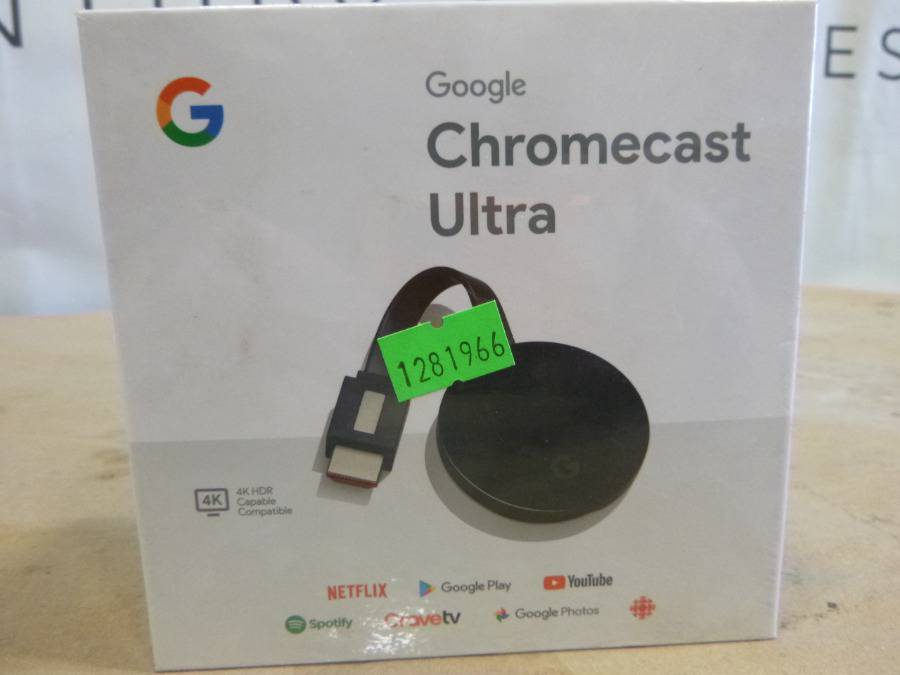 Google
Chromecast
Ultra
1281966
4K
4K HDR
Capable
Compatible
NETFLIX
Google Play
YouTube
Spotify
Cravetv
Google Photos